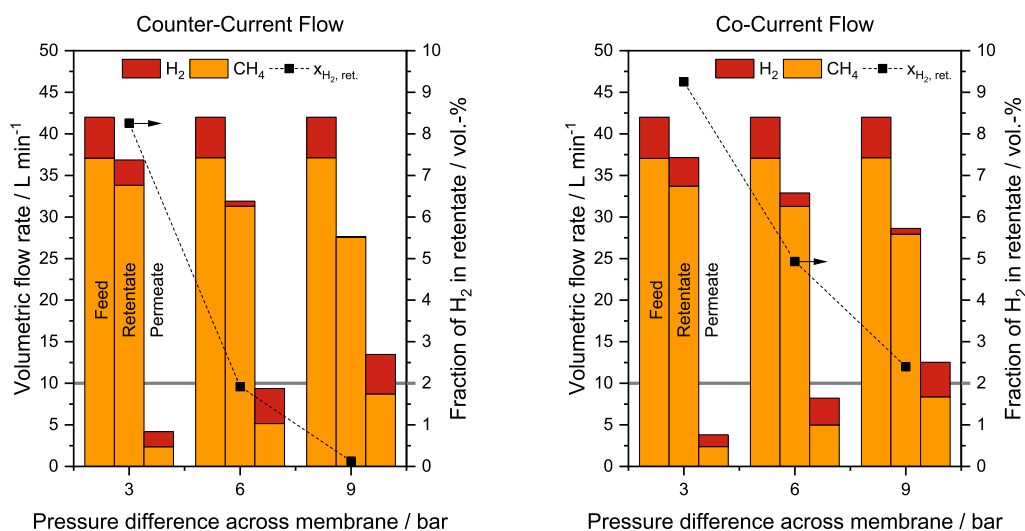 Counter-Current Flow
H₂ CH₄ x_H₂, ret.
50
45
40
35
30
25
20
15
10
5
0
Volumetric flow rate / L min⁻¹
Feed
Retentate
Permeate
10
9
8
7
6
5
4
3
2
1
0
Fraction of H₂ in retentate / vol.-%
3 6 9
Pressure difference across membrane / bar
Co-Current Flow
H₂ CH₄ x_H₂, ret.
50
45
40
35
30
25
20
15
10
5
0
Volumetric flow rate / L min⁻¹
Feed
Retentate
Permeate
10
9
8
7
6
5
4
3
2
1
0
Fraction of H₂ in retentate / vol.-%
3 6 9
Pressure difference across membrane / bar